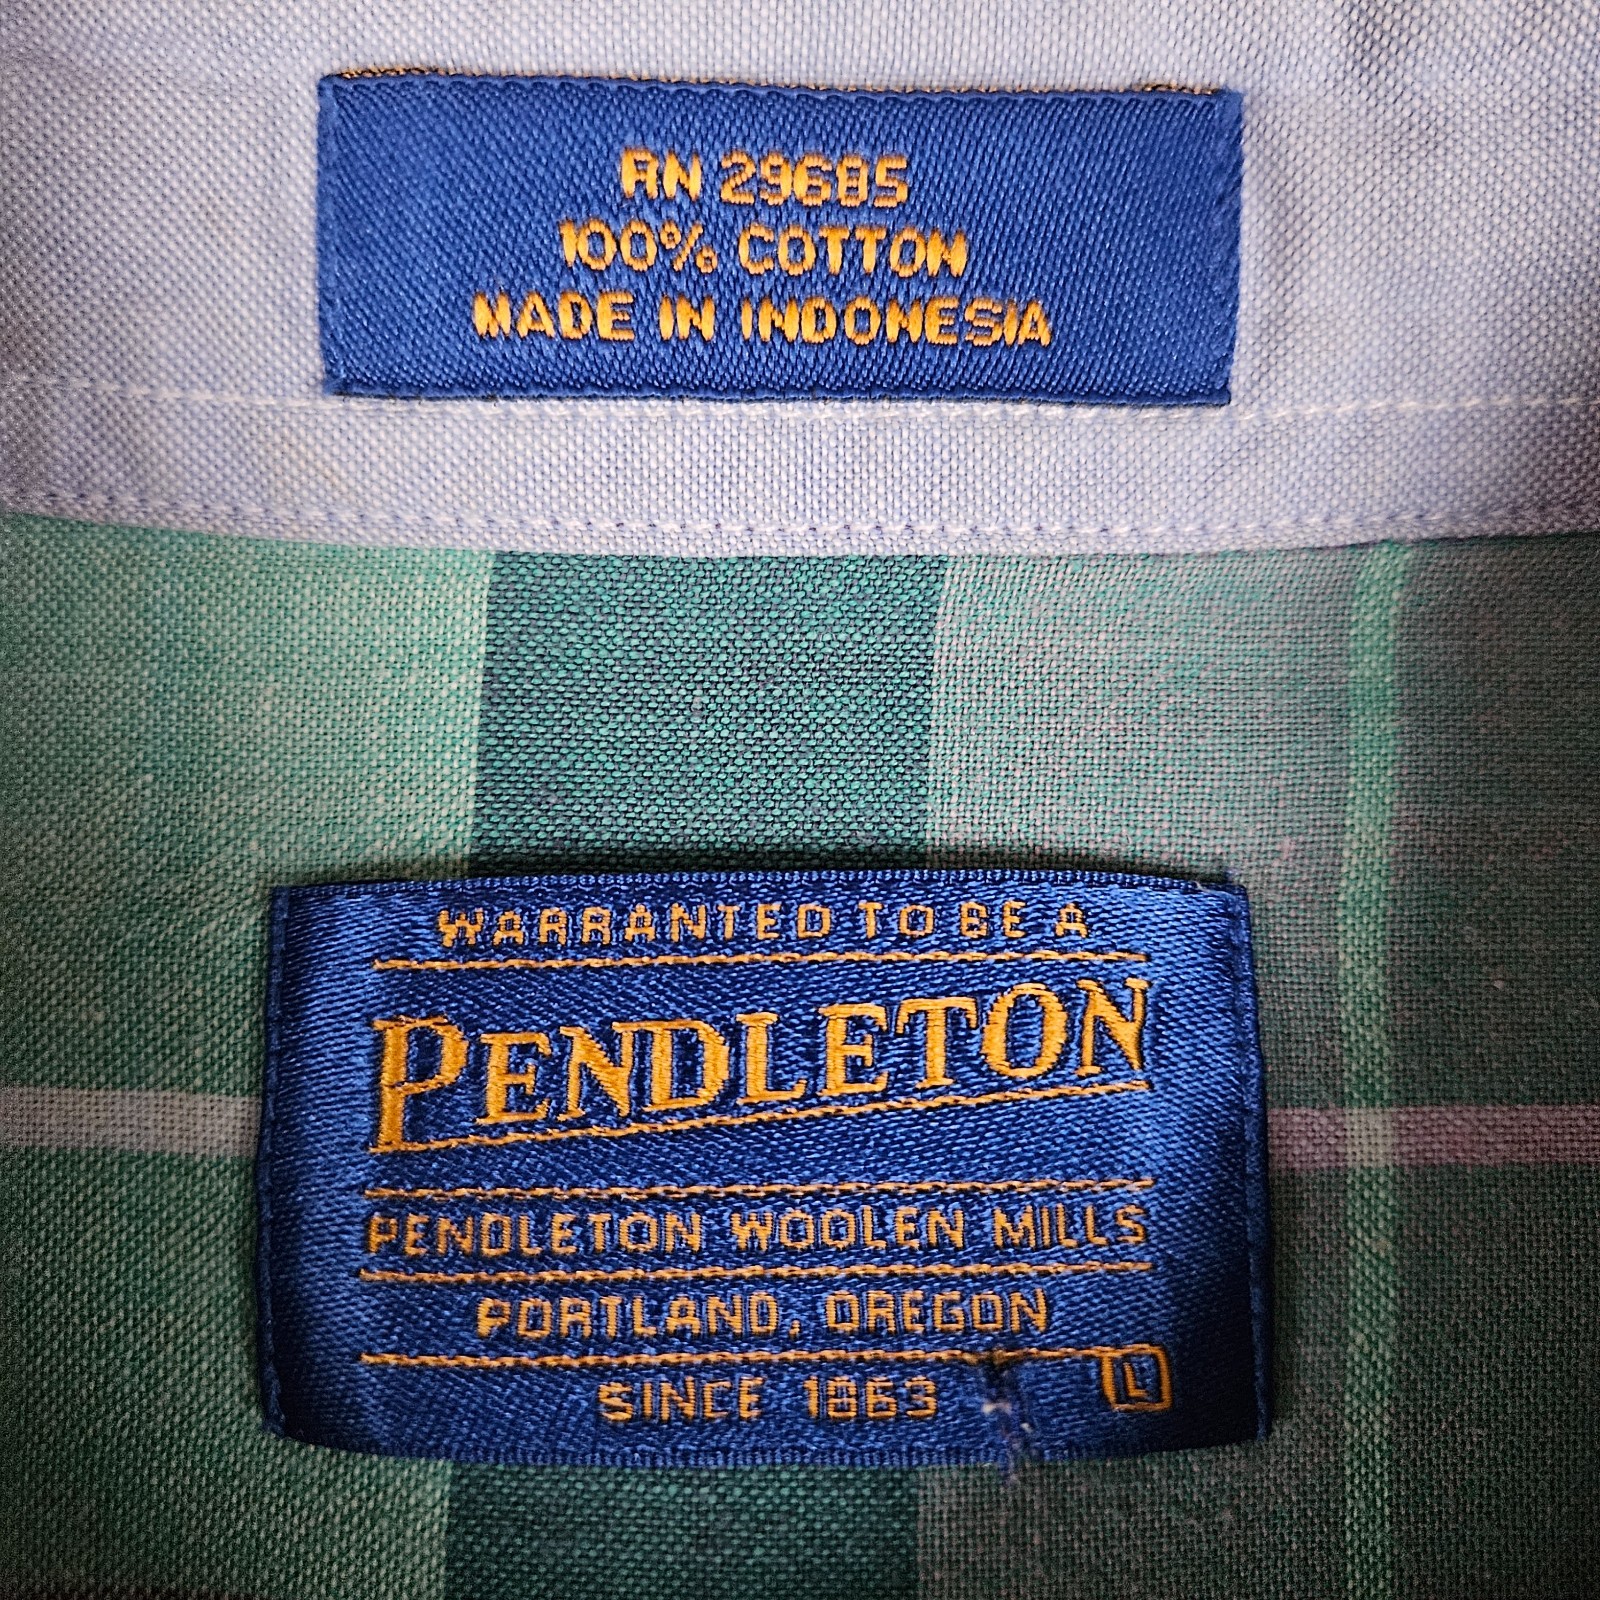 RN 29685
100% COTTON
MADE IN INDONESIA
WARRANTED TO BE A
PENDLETON
PENDLETON WOOLEN MILLS
PORTLAND, OREGON
SINCE 1863
L